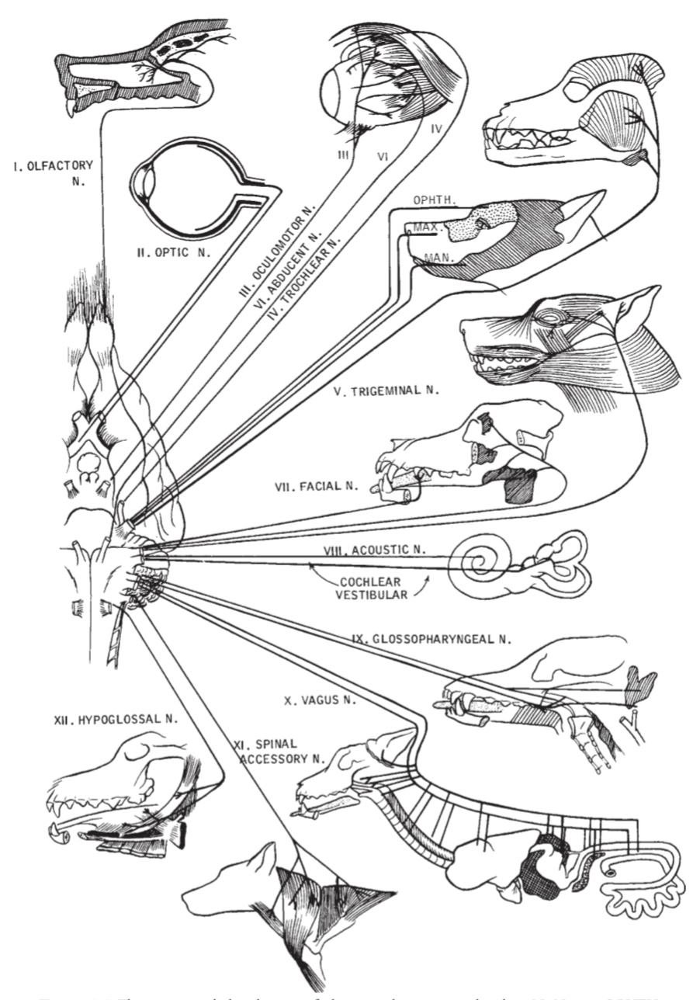 I. OLFACTORY
N.
II. OPTIC N.
III
VI
IV
III. OCULOMOTOR N.
VI. ABDUCENT N.
IV. TROCHLEAR N.
OPHTH.
MAX.
MAN.
V. TRIGEMINAL N.
VII. FACIAL N.
VIII. ACOUSTIC N.
COCHLEAR
VESTIBULAR
IX. GLOSSOPHARYNGEAL N.
X. VAGUS N.
XII. HYPOGLOSSAL N.
XI. SPINAL
ACCESSORY N.